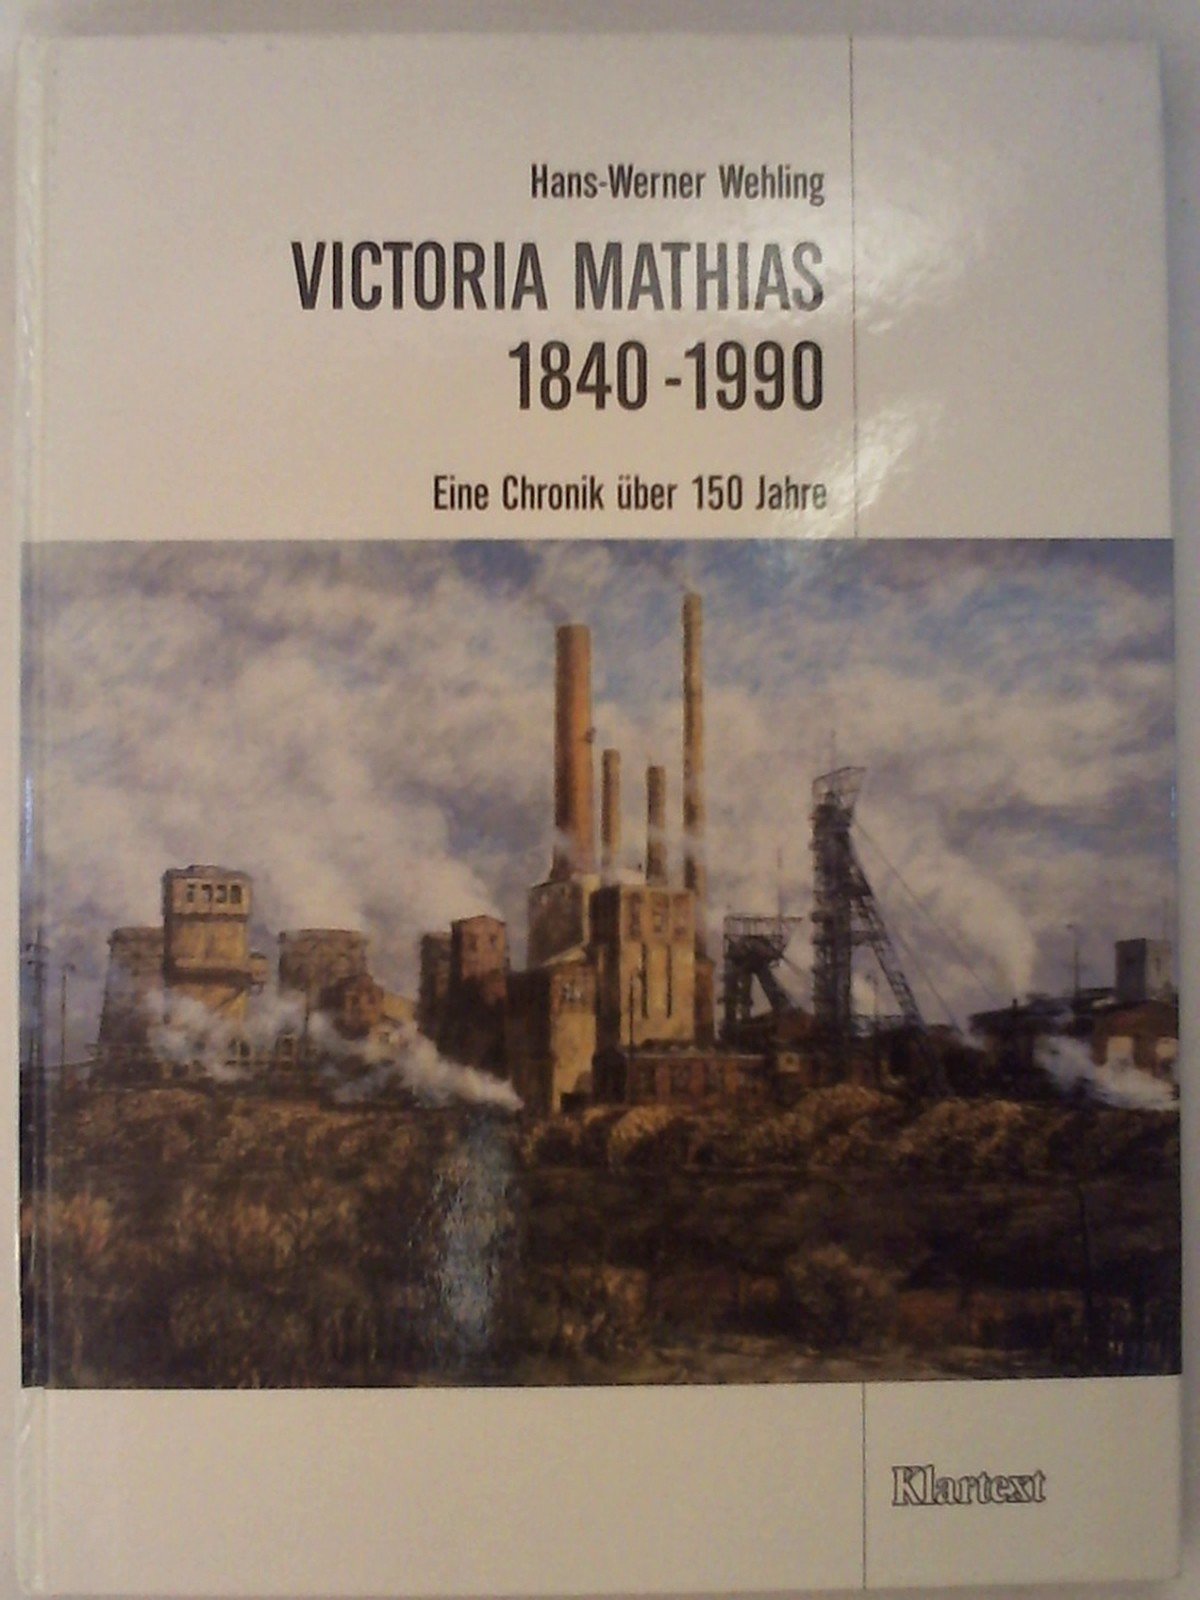 Hans-Werner Wehling
VICTORIA MATHIAS
1840-1990
Eine Chronik über 150 Jahre
Klartext